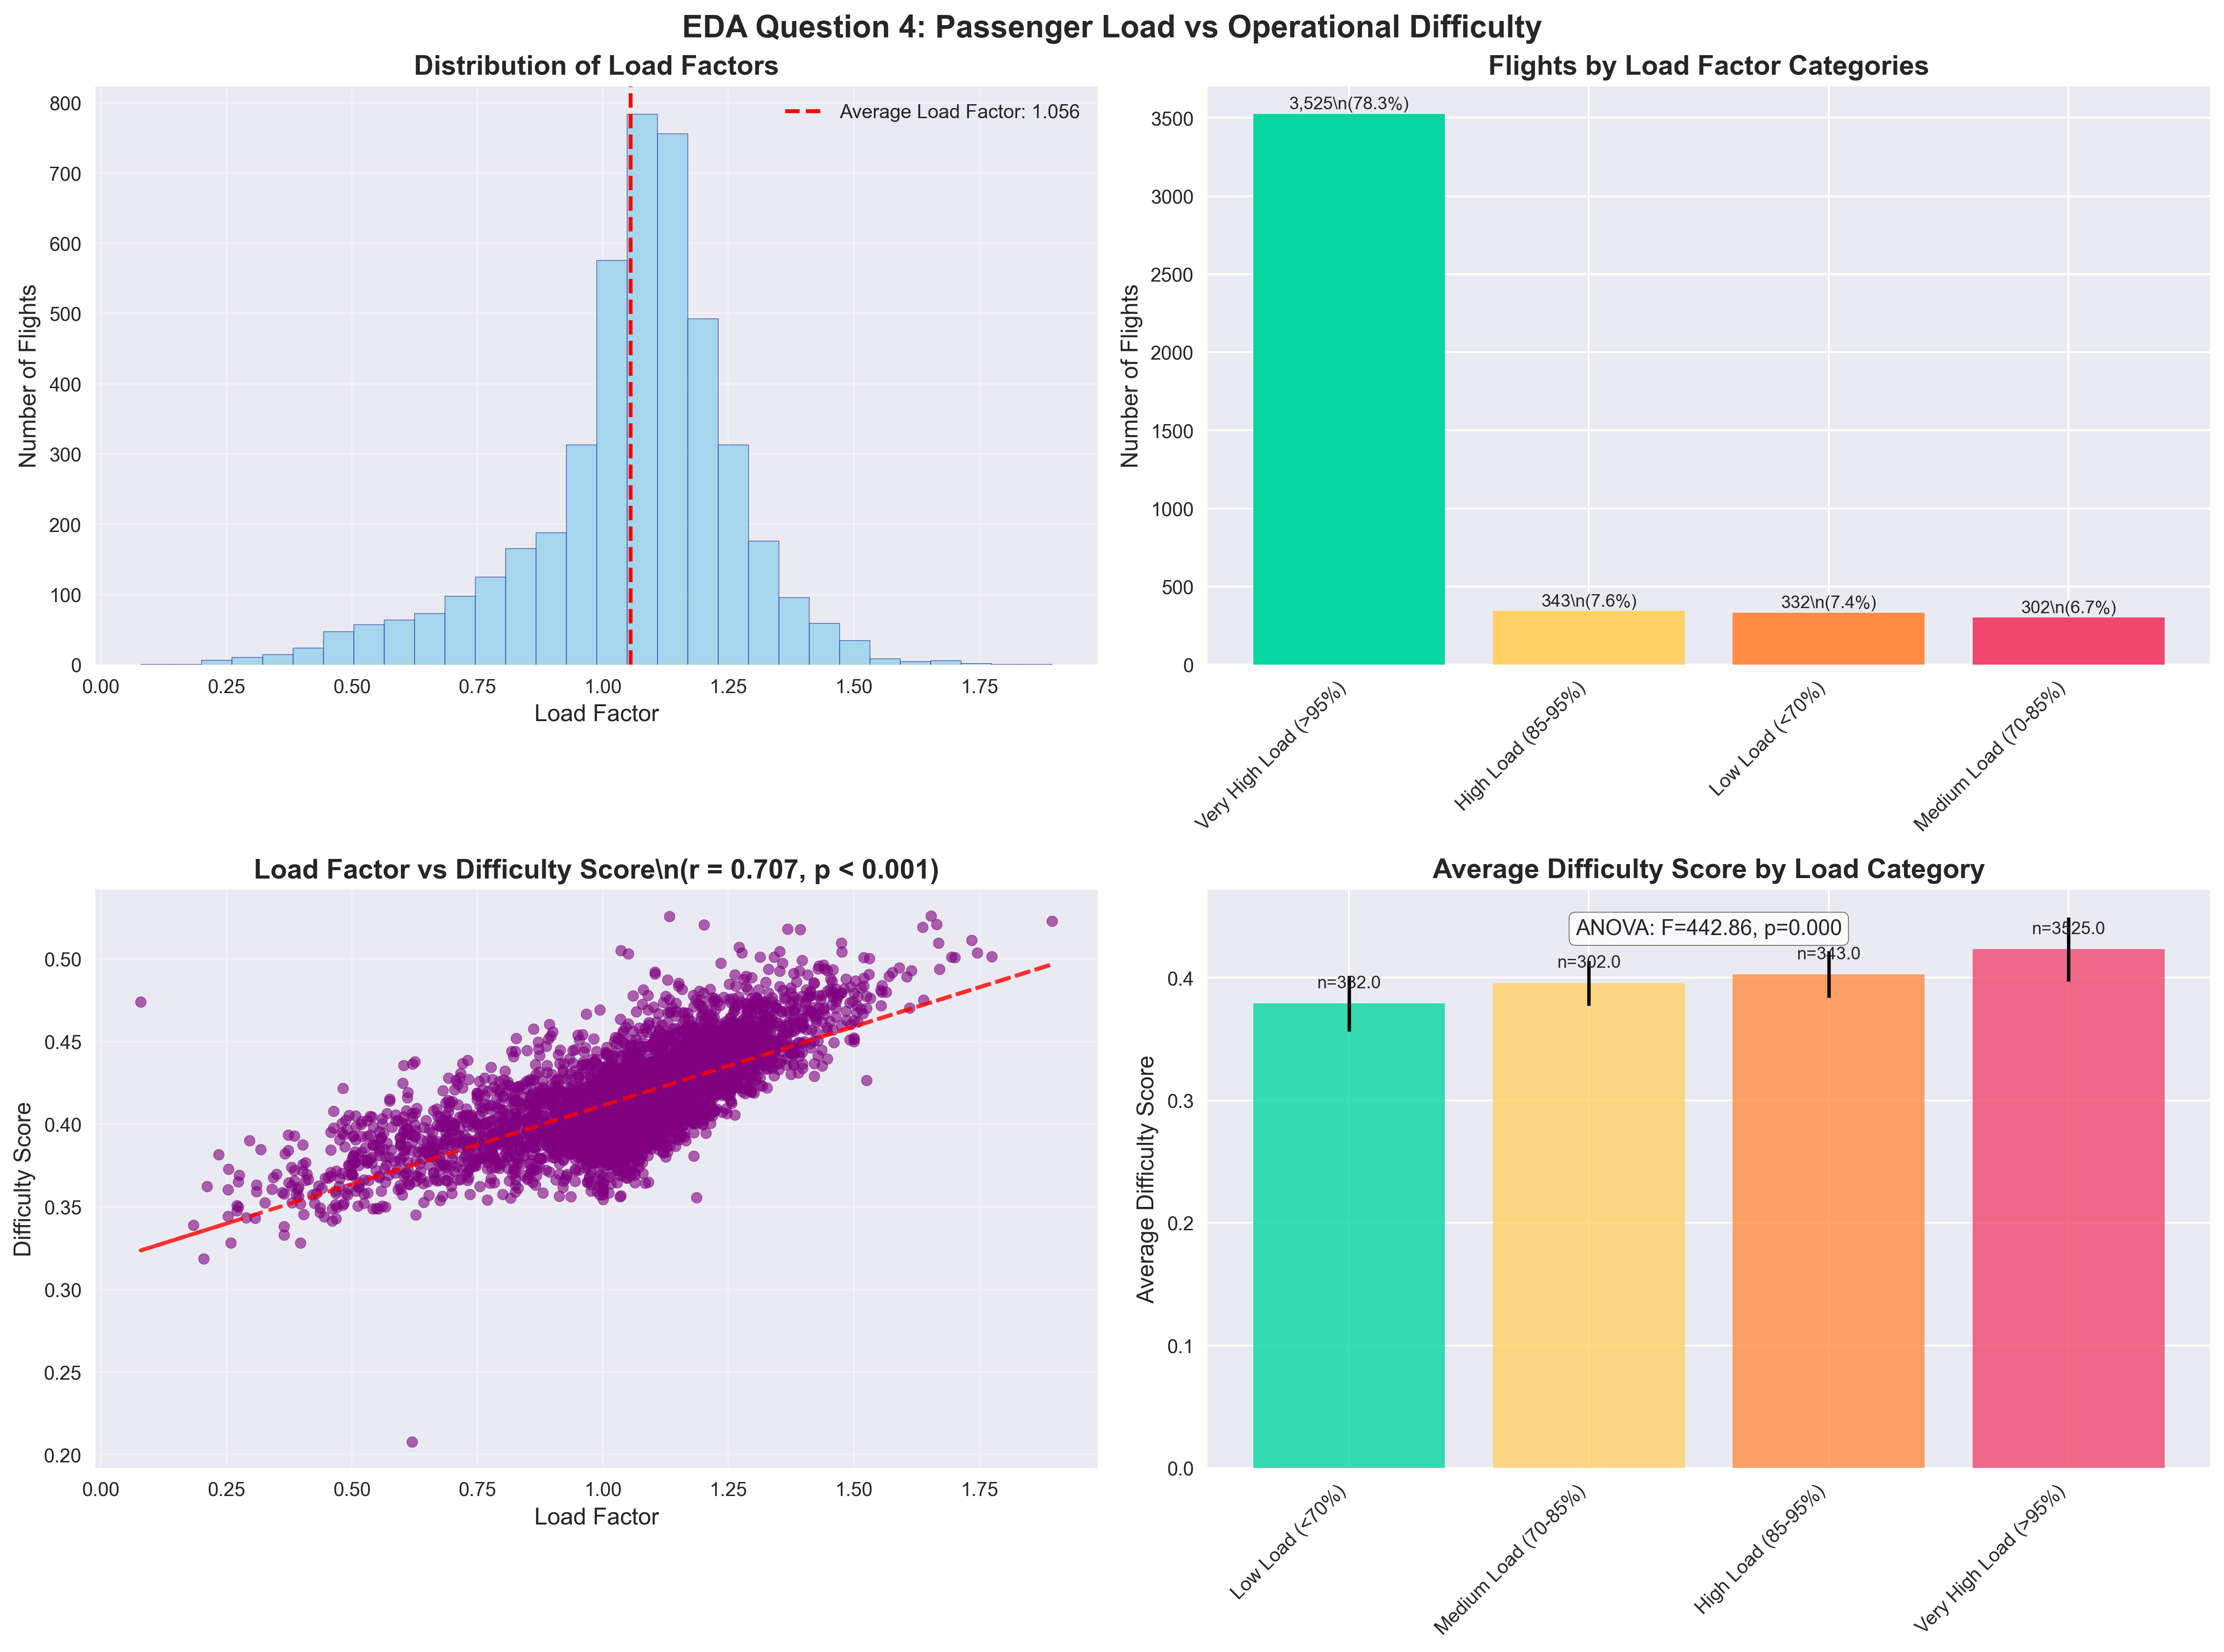 EDA Question 4: Passenger Load vs Operational Difficulty
Distribution of Load Factors
Average Load Factor: 1.056
Number of Flights
800
700
600
500
400
300
200
100
0
0.00 0.25 0.50 0.75 1.00 1.25 1.50 1.75
Load Factor
Flights by Load Factor Categories
Number of Flights
3500
3000
2500
2000
1500
1000
500
0
3,525\n(78.3%)
343\n(7.6%)
332\n(7.4%)
302\n(6.7%)
Very High Load (>95%)
High Load (85-95%)
Low Load (<70%)
Medium Load (70-85%)
Load Factor vs Difficulty Score\n(r = 0.707, p < 0.001)
Difficulty Score
0.50
0.45
0.40
0.35
0.30
0.25
0.20
0.00 0.25 0.50 0.75 1.00 1.25 1.50 1.75
Load Factor
Average Difficulty Score by Load Category
ANOVA: F=442.86, p=0.000
Average Difficulty Score
0.4
0.3
0.2
0.1
0.0
n=332.0
n=302.0
n=343.0
n=3525.0
Low Load (<70%)
Medium Load (70-85%)
High Load (85-95%)
Very High Load (>95%)